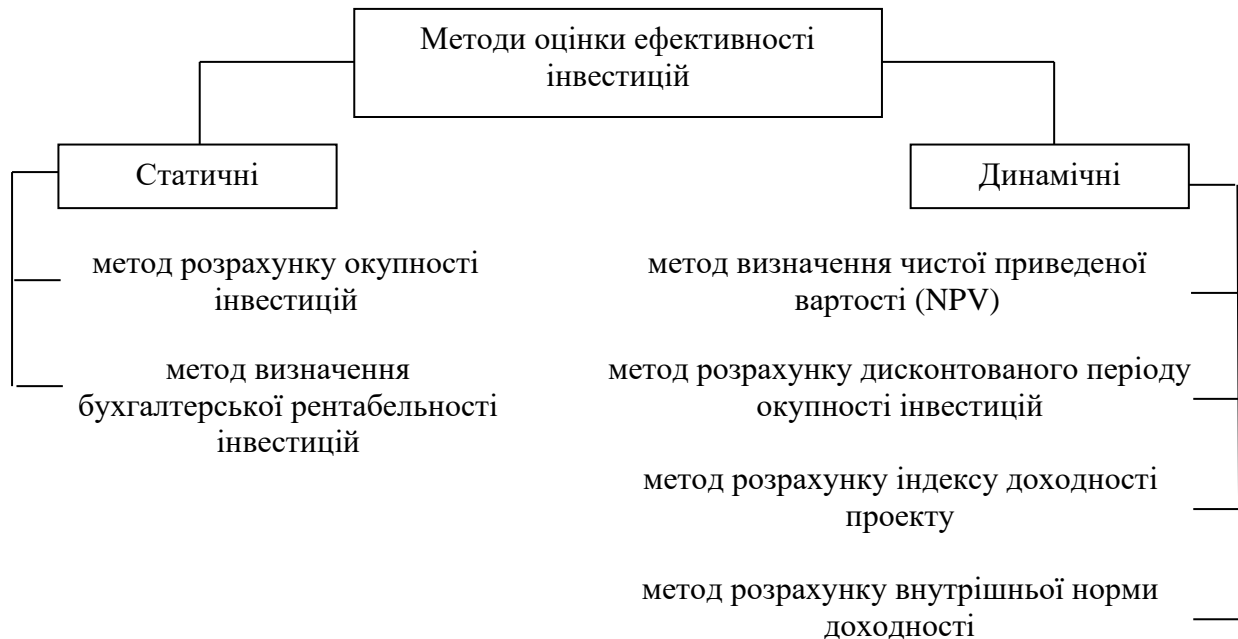 Методи оцінки ефективності
інвестицій
Статичні
метод розрахунку окупності
інвестицій
метод визначення
бухгалтерської рентабельності
інвестицій
Динамічні
метод визначення чистої приведеної
вартості (NPV)
метод розрахунку дисконтованого періоду
окупності інвестицій
метод розрахунку індексу доходності
проекту
метод розрахунку внутрішньої норми
доходності